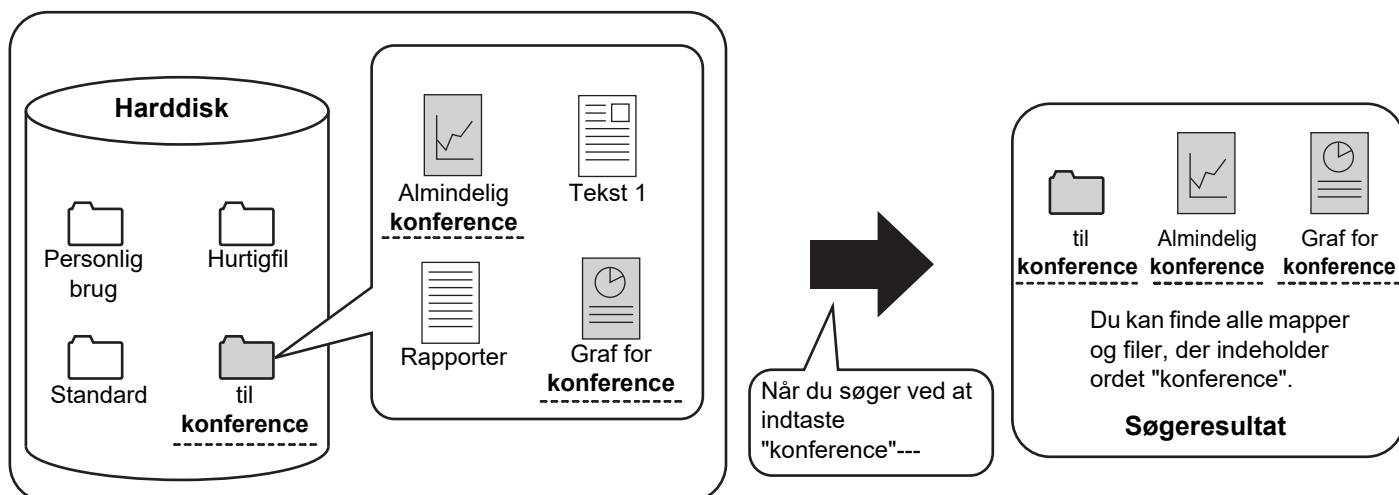 Harddisk
Personlig
brug
Hurtigfil
Standard
til
konference
Almindelig
konference
Tekst 1
Rapporter
Graf for
konference
Når du søger ved at
indtaste
"konference"---
til
konference
Almindelig
konference
Graf for
konference
Du kan finde alle mapper
og filer, der indeholder
ordet "konference".
Søgeresultat